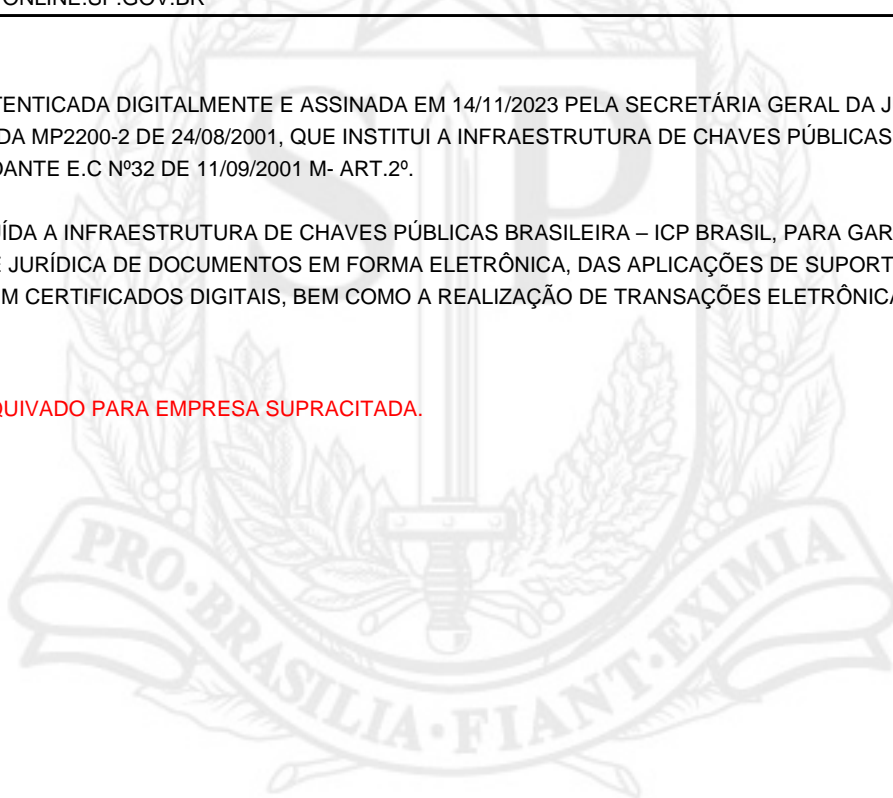 ONLINE.SP.GOV.BR
TENTICADA DIGITALMENTE E ASSINADA EM 14/11/2023 PELA SECRETÁRIA GERAL DA J
DA MP2200-2 DE 24/08/2001, QUE INSTITUI A INFRAESTRUTURA DE CHAVES PÚBLICAS
DANTE E.C Nº32 DE 11/09/2001 M- ART.2º.
UÍDA A INFRAESTRUTURA DE CHAVES PÚBLICAS BRASILEIRA – ICP BRASIL, PARA GAR
E JURÍDICA DE DOCUMENTOS EM FORMA ELETRÔNICA, DAS APLICAÇÕES DE SUPORT
M CERTIFICADOS DIGITAIS, BEM COMO A REALIZAÇÃO DE TRANSAÇÕES ELETRÔNICA
QUIVADO PARA EMPRESA SUPRACITADA.
SP
PRO·BRASILIA·FIANT·EXIMIA